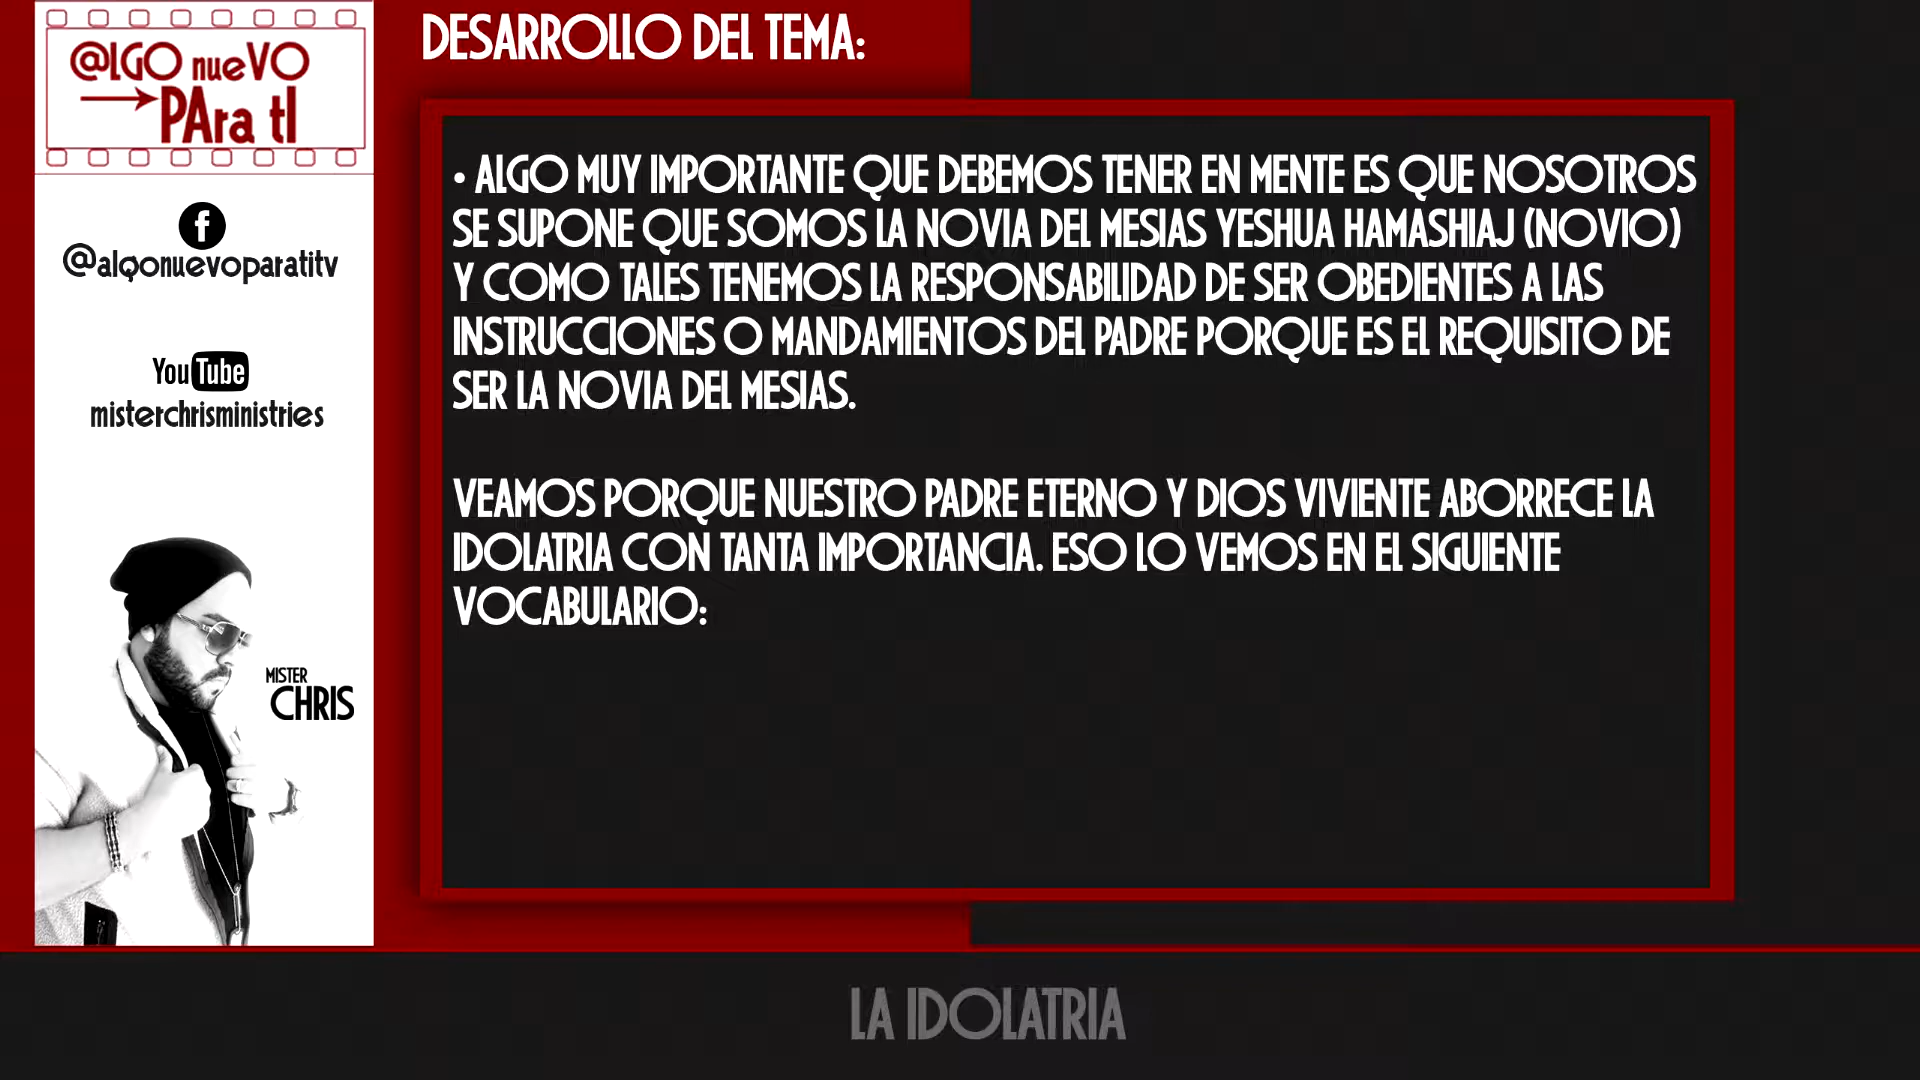 @LGO nueVO
PAra tI
@algonuevoparatitv
YouTube
misterchrisministries
MISTER
CHRIS
DESARROLLO DEL TEMA:
• ALGO MUY IMPORTANTE QUE DEBEMOS TENER EN MENTE ES QUE NOSOTROS
SE SUPONE QUE SOMOS LA NOVIA DEL MESIAS YESHUA HAMASHIAJ (NOVIO)
Y COMO TALES TENEMOS LA RESPONSABILIDAD DE SER OBEDIENTES A LAS
INSTRUCCIONES O MANDAMIENTOS DEL PADRE PORQUE ES EL REQUISITO DE
SER LA NOVIA DEL MESIAS.
VEAMOS PORQUE NUESTRO PADRE ETERNO Y DIOS VIVIENTE ABORRECE LA
IDOLATRIA CON TANTA IMPORTANCIA. ESO LO VEMOS EN EL SIGUIENTE
VOCABULARIO:
LA IDOLATRIA